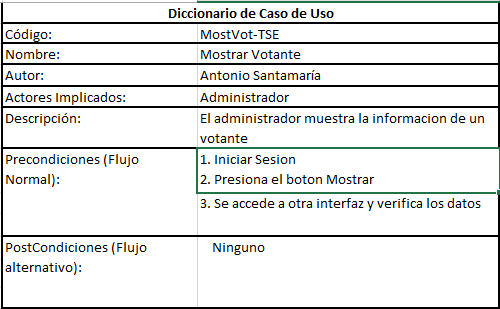 Diccionario de Caso de Uso
Código: MostVot-TSE
Nombre: Mostrar Votante
Autor: Antonio Santamaría
Actores Implicados: Administrador
Descripción: El administrador muestra la informacion de un
votante
Precondiciones (Flujo 1. Iniciar Sesion
Normal): 2. Presiona el boton Mostrar
3. Se accede a otra interfaz y verifica los datos
PostCondiciones (Flujo Ninguno
alternativo):